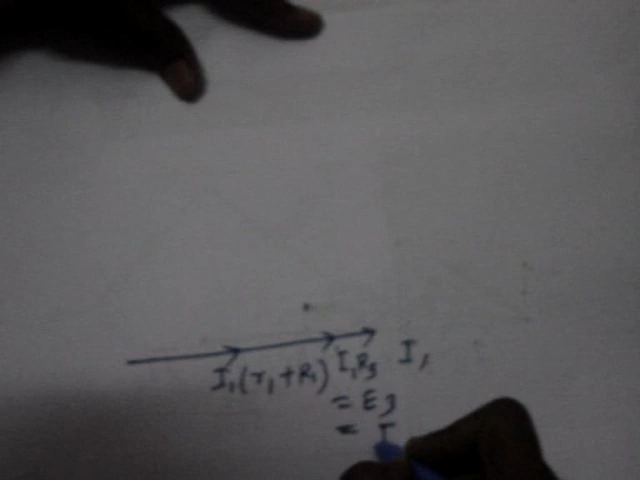 I₁(r₁+R₁) I₁R₃ I₁
= E₃
= I